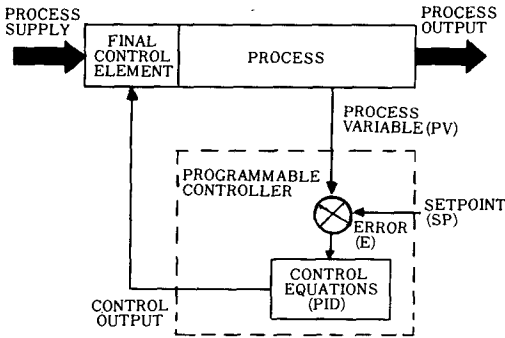 PROCESS
SUPPLY
FINAL
CONTROL
ELEMENT
PROCESS
PROCESS
OUTPUT
PROCESS
VARIABLE (PV)
PROGRAMMABLE
CONTROLLER
SETPOINT
(SP)
ERROR
(E)
CONTROL
EQUATIONS
(PID)
CONTROL
OUTPUT